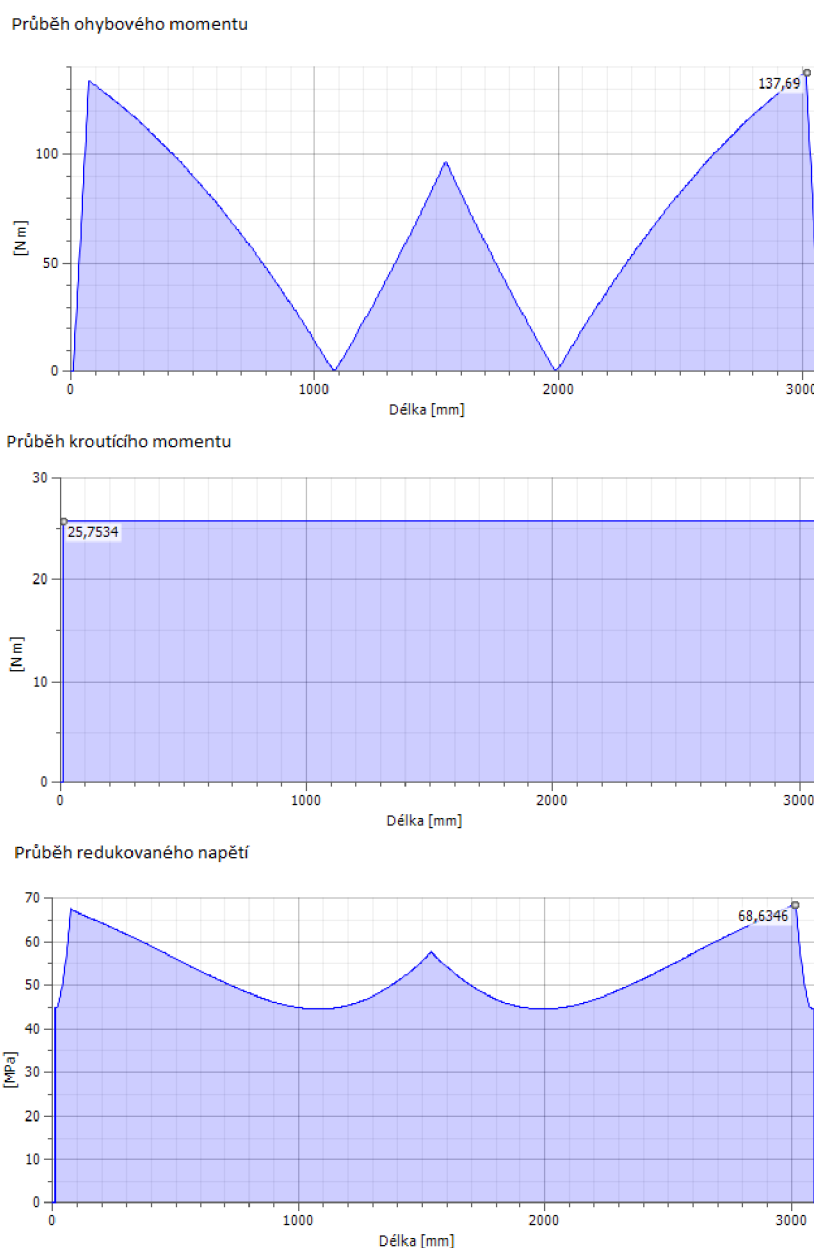 Průběh ohybového momentu
137,69
100
50
0
[N m]
0 1000 2000 3000
Délka [mm]
Průběh kroutícího momentu
30
25,7534
20
10
0
[N m]
0 1000 2000 3000
Délka [mm]
Průběh redukovaného napětí
70
68,6346
60
50
40
30
20
10
0
[MPa]
0 1000 2000 3000
Délka [mm]